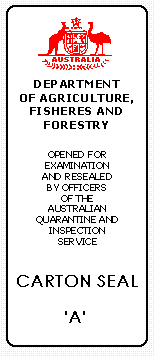 AUSTRALIA
DEPARTMENT
OF AGRICULTURE,
FISHERES AND
FORESTRY
OPENED FOR
EXAMINATION
AND RESEALED
BY OFFICERS
OF THE
AUSTRALIAN
QUARANTINE AND
INSPECTION
SERVICE
CARTON SEAL
'A'